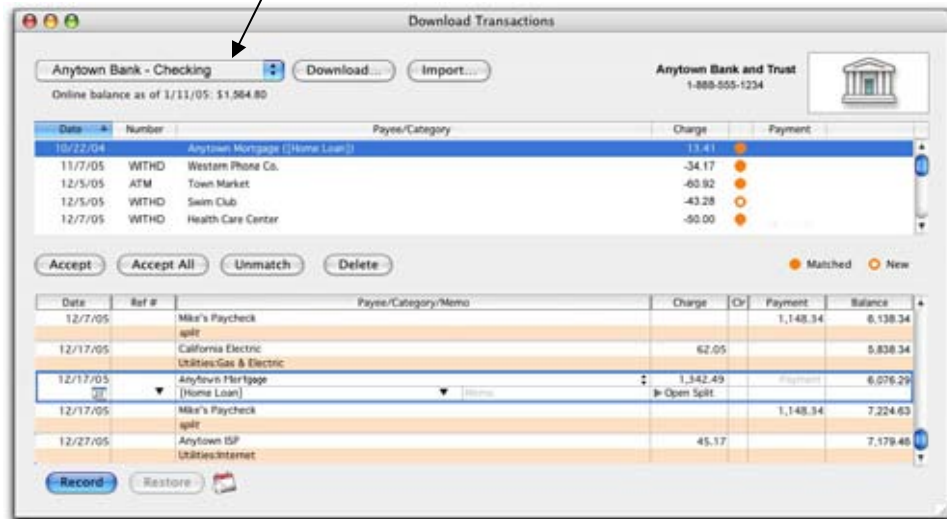 Download Transactions
Anytown Bank - Checking Download... Import... Anytown Bank and Trust
1-888-555-1234
Online balance as of 1/11/05: $1,564.80
Date Number Payee/Category Charge Payment
10/22/04 Anytown Mortgage ([Home Loan]) 13.41
11/7/05 WITHD Western Phone Co. -34.17
12/5/05 ATM Town Market -60.92
12/5/05 WITHD Swim Club -43.28
12/7/05 WITHD Health Care Center -50.00
Accept Accept All Unmatch Delete Matched New
Date Ref # Payee/Category/Memo Charge Clr Payment Balance
12/7/05 Mike's Paycheck 1,148.34 6,138.34
split
12/17/05 California Electric 62.05 5,838.34
Utilities:Gas & Electric
12/17/05 Anytown Mortgage 1,342.49 Payment 6,076.29
[Home Loan] Memo Open Split
12/17/05 Mike's Paycheck 1,148.34 7,224.63
split
12/27/05 Anytown ISP 45.17 7,179.46
Utilities:Internet
Record Restore